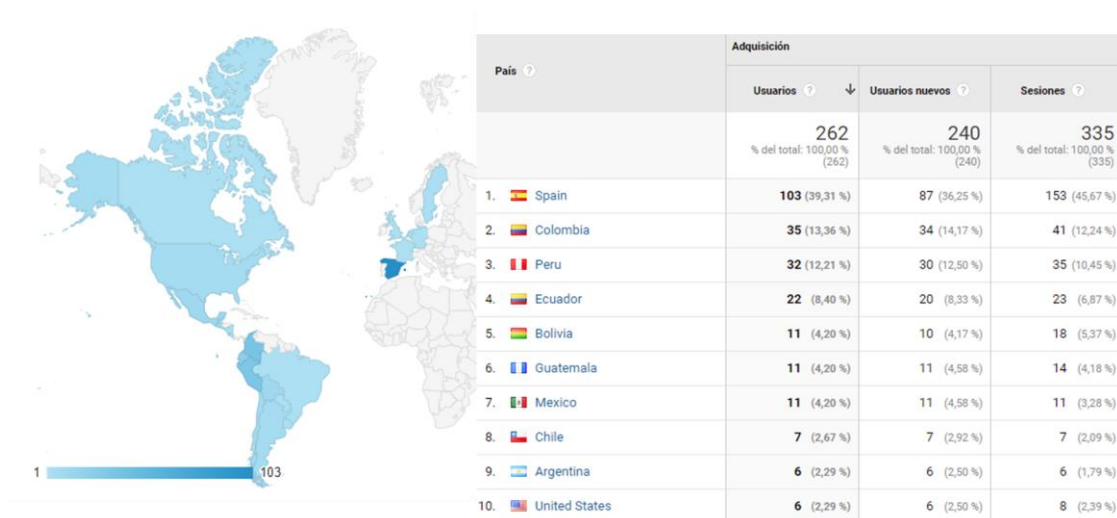 Adquisición
País
Usuarios Usuarios nuevos Sesiones
262 240 335
% del total: 100,00 % % del total: 100,00 % % del total: 100,00 %
(262) (240) (335)
1. Spain 103 (39,31 %) 87 (36,25 %) 153 (45,67 %)
2. Colombia 35 (13,36 %) 34 (14,17 %) 41 (12,24 %)
3. Peru 32 (12,21 %) 30 (12,50 %) 35 (10,45 %)
4. Ecuador 22 (8,40 %) 20 (8,33 %) 23 (6,87 %)
5. Bolivia 11 (4,20 %) 10 (4,17 %) 18 (5,37 %)
6. Guatemala 11 (4,20 %) 11 (4,58 %) 14 (4,18 %)
7. Mexico 11 (4,20 %) 11 (4,58 %) 11 (3,28 %)
8. Chile 7 (2,67 %) 7 (2,92 %) 7 (2,09 %)
9. Argentina 6 (2,29 %) 6 (2,50 %) 6 (1,79 %)
10. United States 6 (2,29 %) 6 (2,50 %) 8 (2,39 %)
1 103